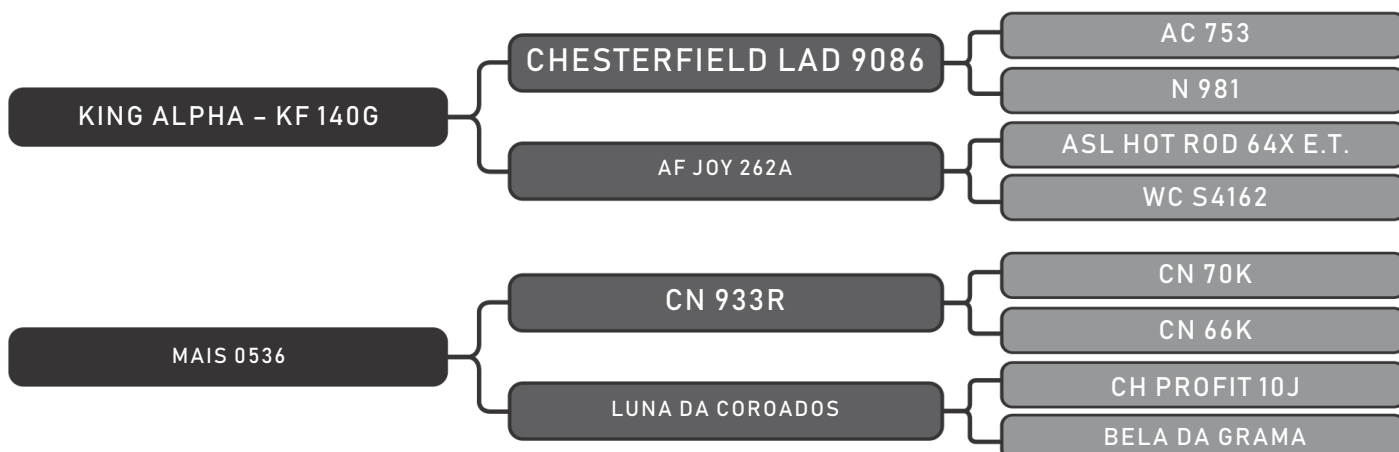 KING ALPHA – KF 140G
CHESTERFIELD LAD 9086
AC 753
N 981
AF JOY 262A
ASL HOT ROD 64X E.T.
WC S4162
MAIS 0536
CN 933R
CN 70K
CN 66K
LUNA DA COROADOS
CH PROFIT 10J
BELA DA GRAMA